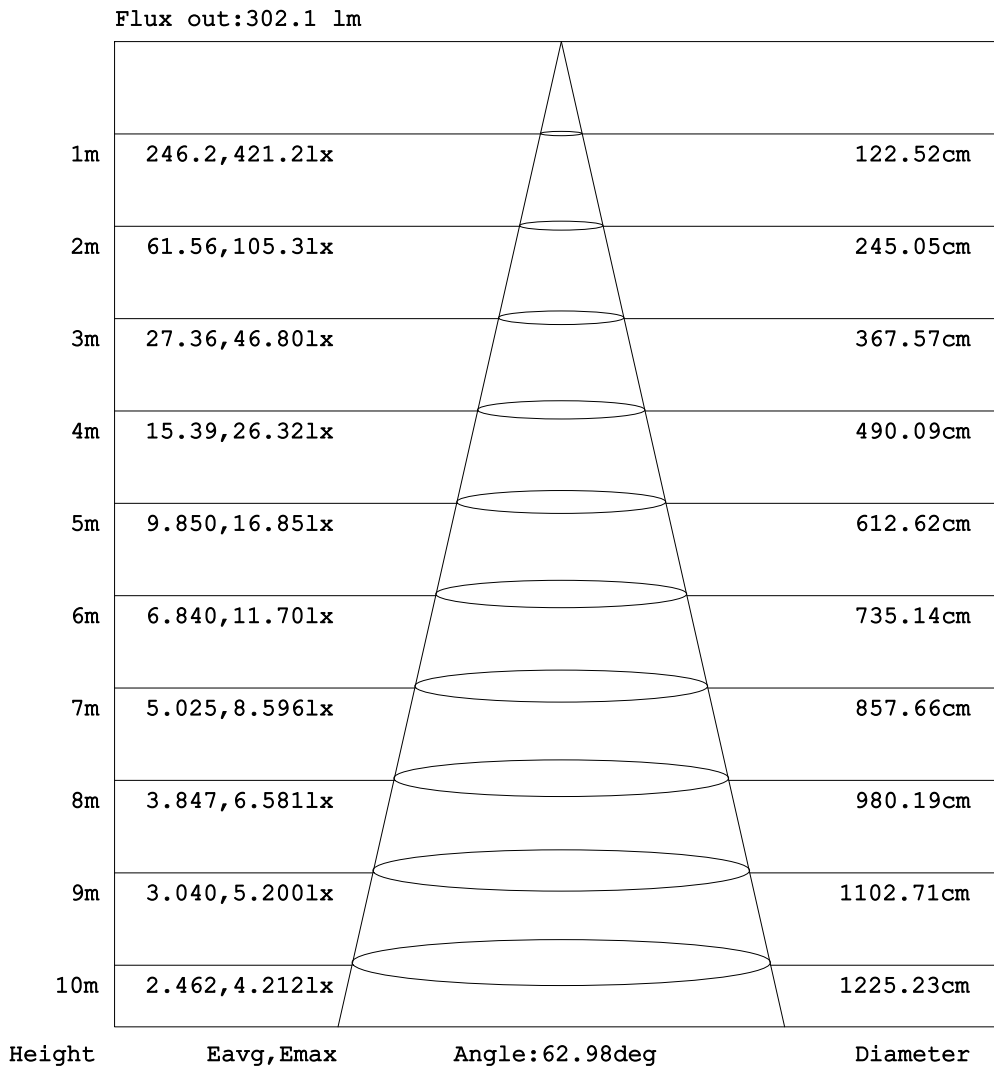 Flux out:302.1 lm
1m 246.2,421.2lx 122.52cm
2m 61.56,105.3lx 245.05cm
3m 27.36,46.80lx 367.57cm
4m 15.39,26.32lx 490.09cm
5m 9.850,16.85lx 612.62cm
6m 6.840,11.70lx 735.14cm
7m 5.025,8.596lx 857.66cm
8m 3.847,6.581lx 980.19cm
9m 3.040,5.200lx 1102.71cm
10m 2.462,4.212lx 1225.23cm
Height Eavg,Emax Angle:62.98deg Diameter